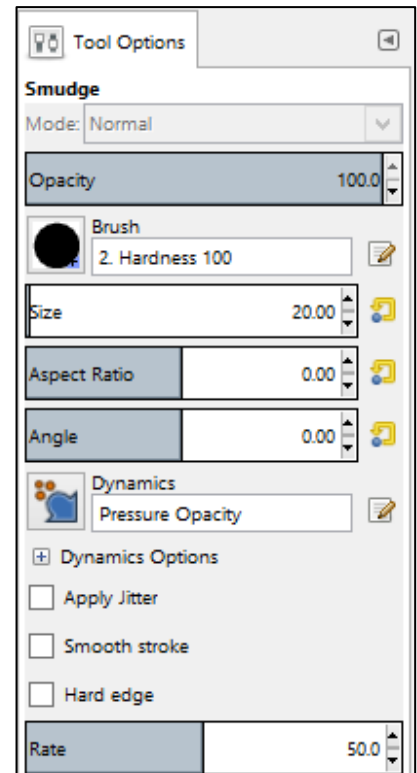 Tool Options
Smudge
Mode: Normal
Opacity 100.0
Brush
2. Hardness 100
Size 20.00
Aspect Ratio 0.00
Angle 0.00
Dynamics
Pressure Opacity
Dynamics Options
Apply Jitter
Smooth stroke
Hard edge
Rate 50.0